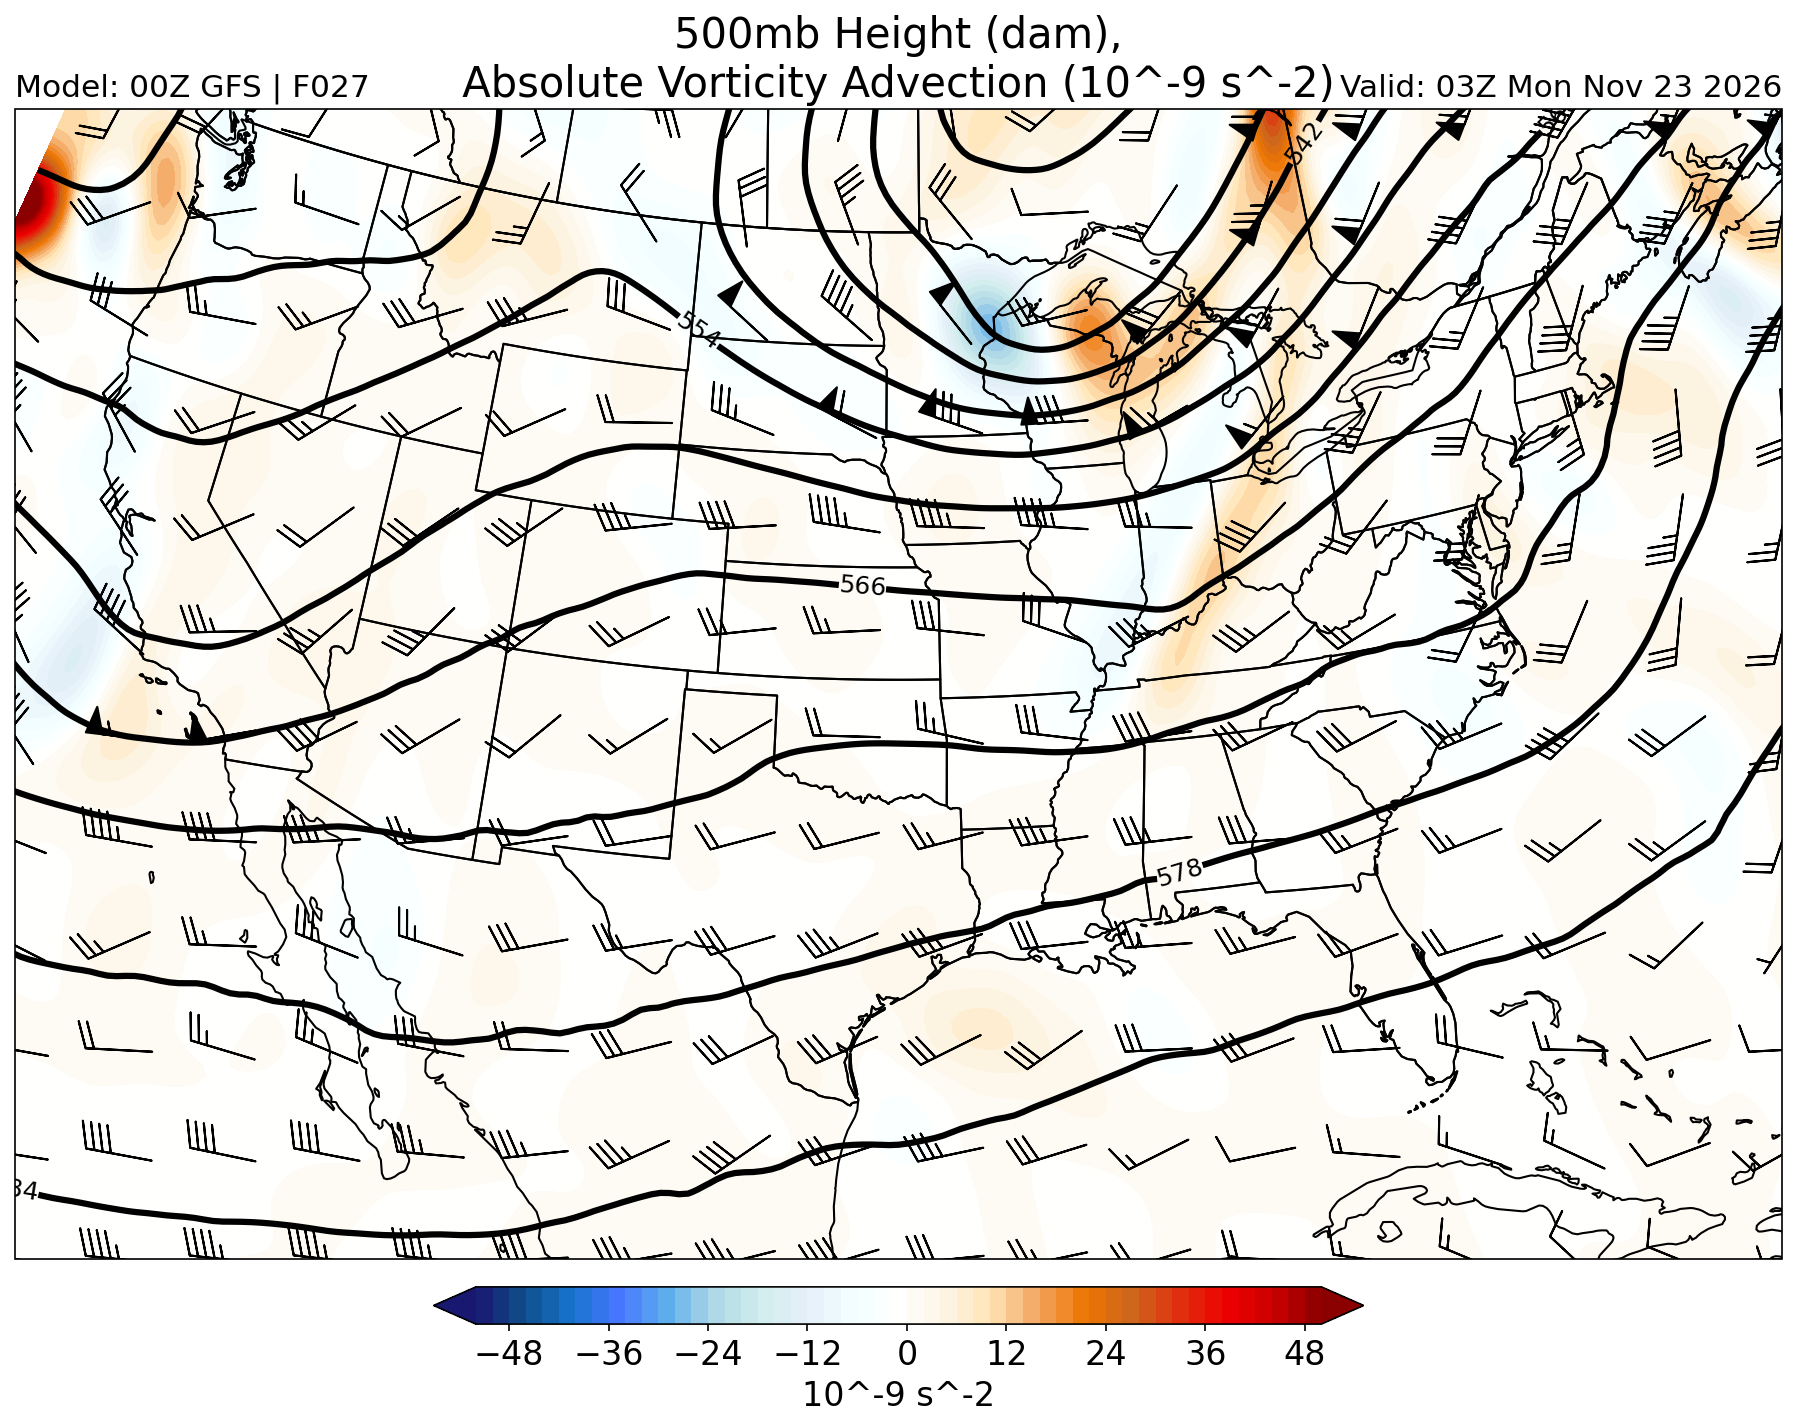 500mb Height (dam),
Model: 00Z GFS | F027
Absolute Vorticity Advection (10^-9 s^-2)
Valid: 03Z Mon Nov 23 2026
542
554
566
578
34
−48 −36 −24 −12 0 12 24 36 48
10^-9 s^-2